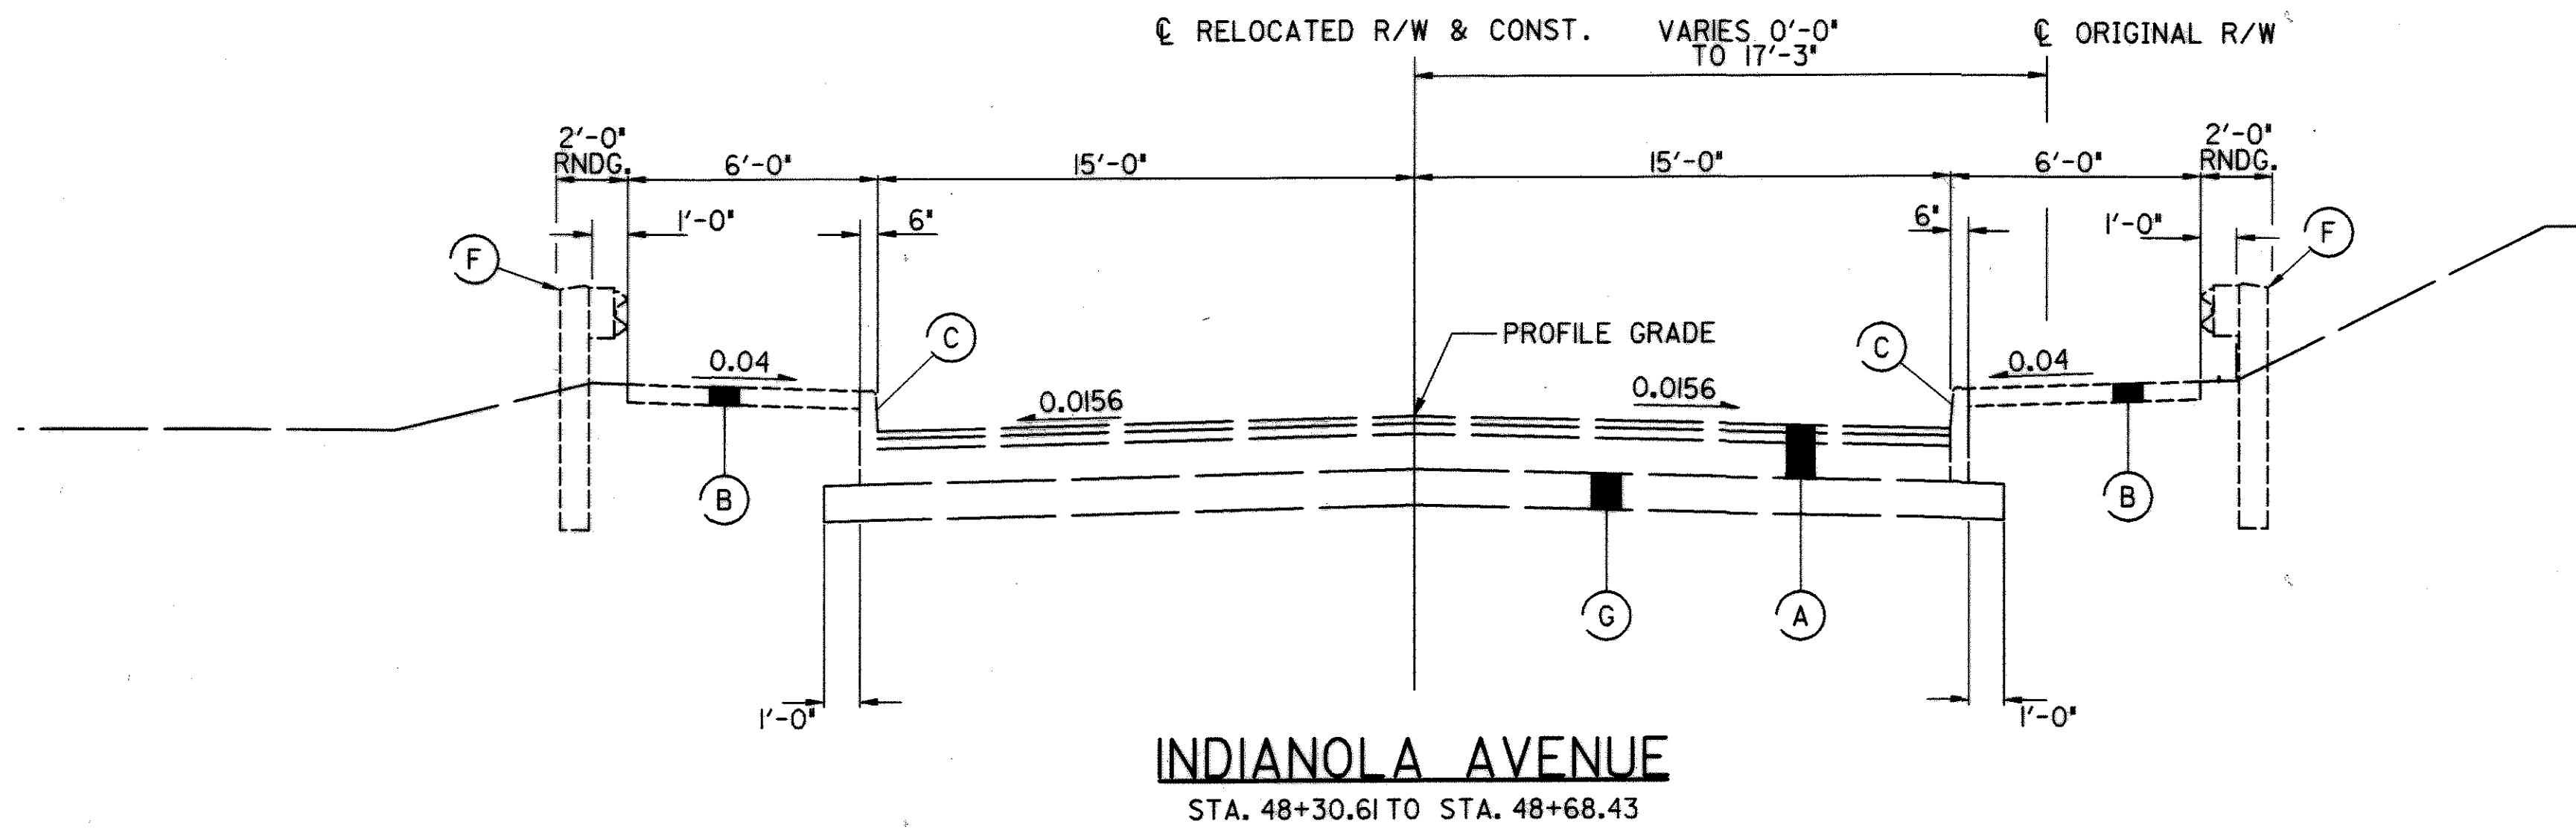 ℄ RELOCATED R/W & CONST.
VARIES 0'-0"
TO 17'-3"
℄ ORIGINAL R/W
2'-0"
RNDG.
6'-0"
15'-0"
15'-0"
6'-0"
2'-0"
RNDG.
1'-0"
6"
6"
1'-0"
F
F
C
PROFILE GRADE
C
0.04
0.0156
0.0156
0.04
B
B
G
A
1'-0"
1'-0"
INDIANOLA AVENUE
STA. 48+30.61 TO STA. 48+68.43